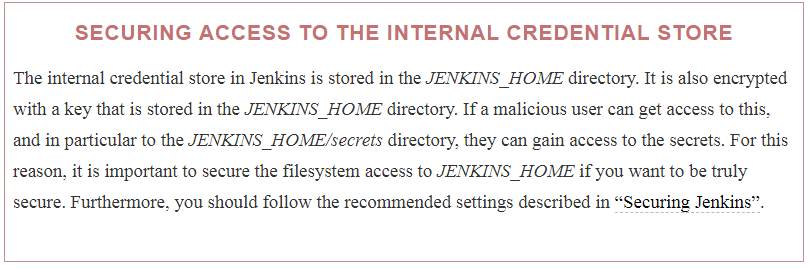 SECURING ACCESS TO THE INTERNAL CREDENTIAL STORE
The internal credential store in Jenkins is stored in the JENKINS_HOME directory. It is also encrypted
with a key that is stored in the JENKINS_HOME directory. If a malicious user can get access to this,
and in particular to the JENKINS_HOME/secrets directory, they can gain access to the secrets. For this
reason, it is important to secure the filesystem access to JENKINS_HOME if you want to be truly
secure. Furthermore, you should follow the recommended settings described in “Securing Jenkins”.